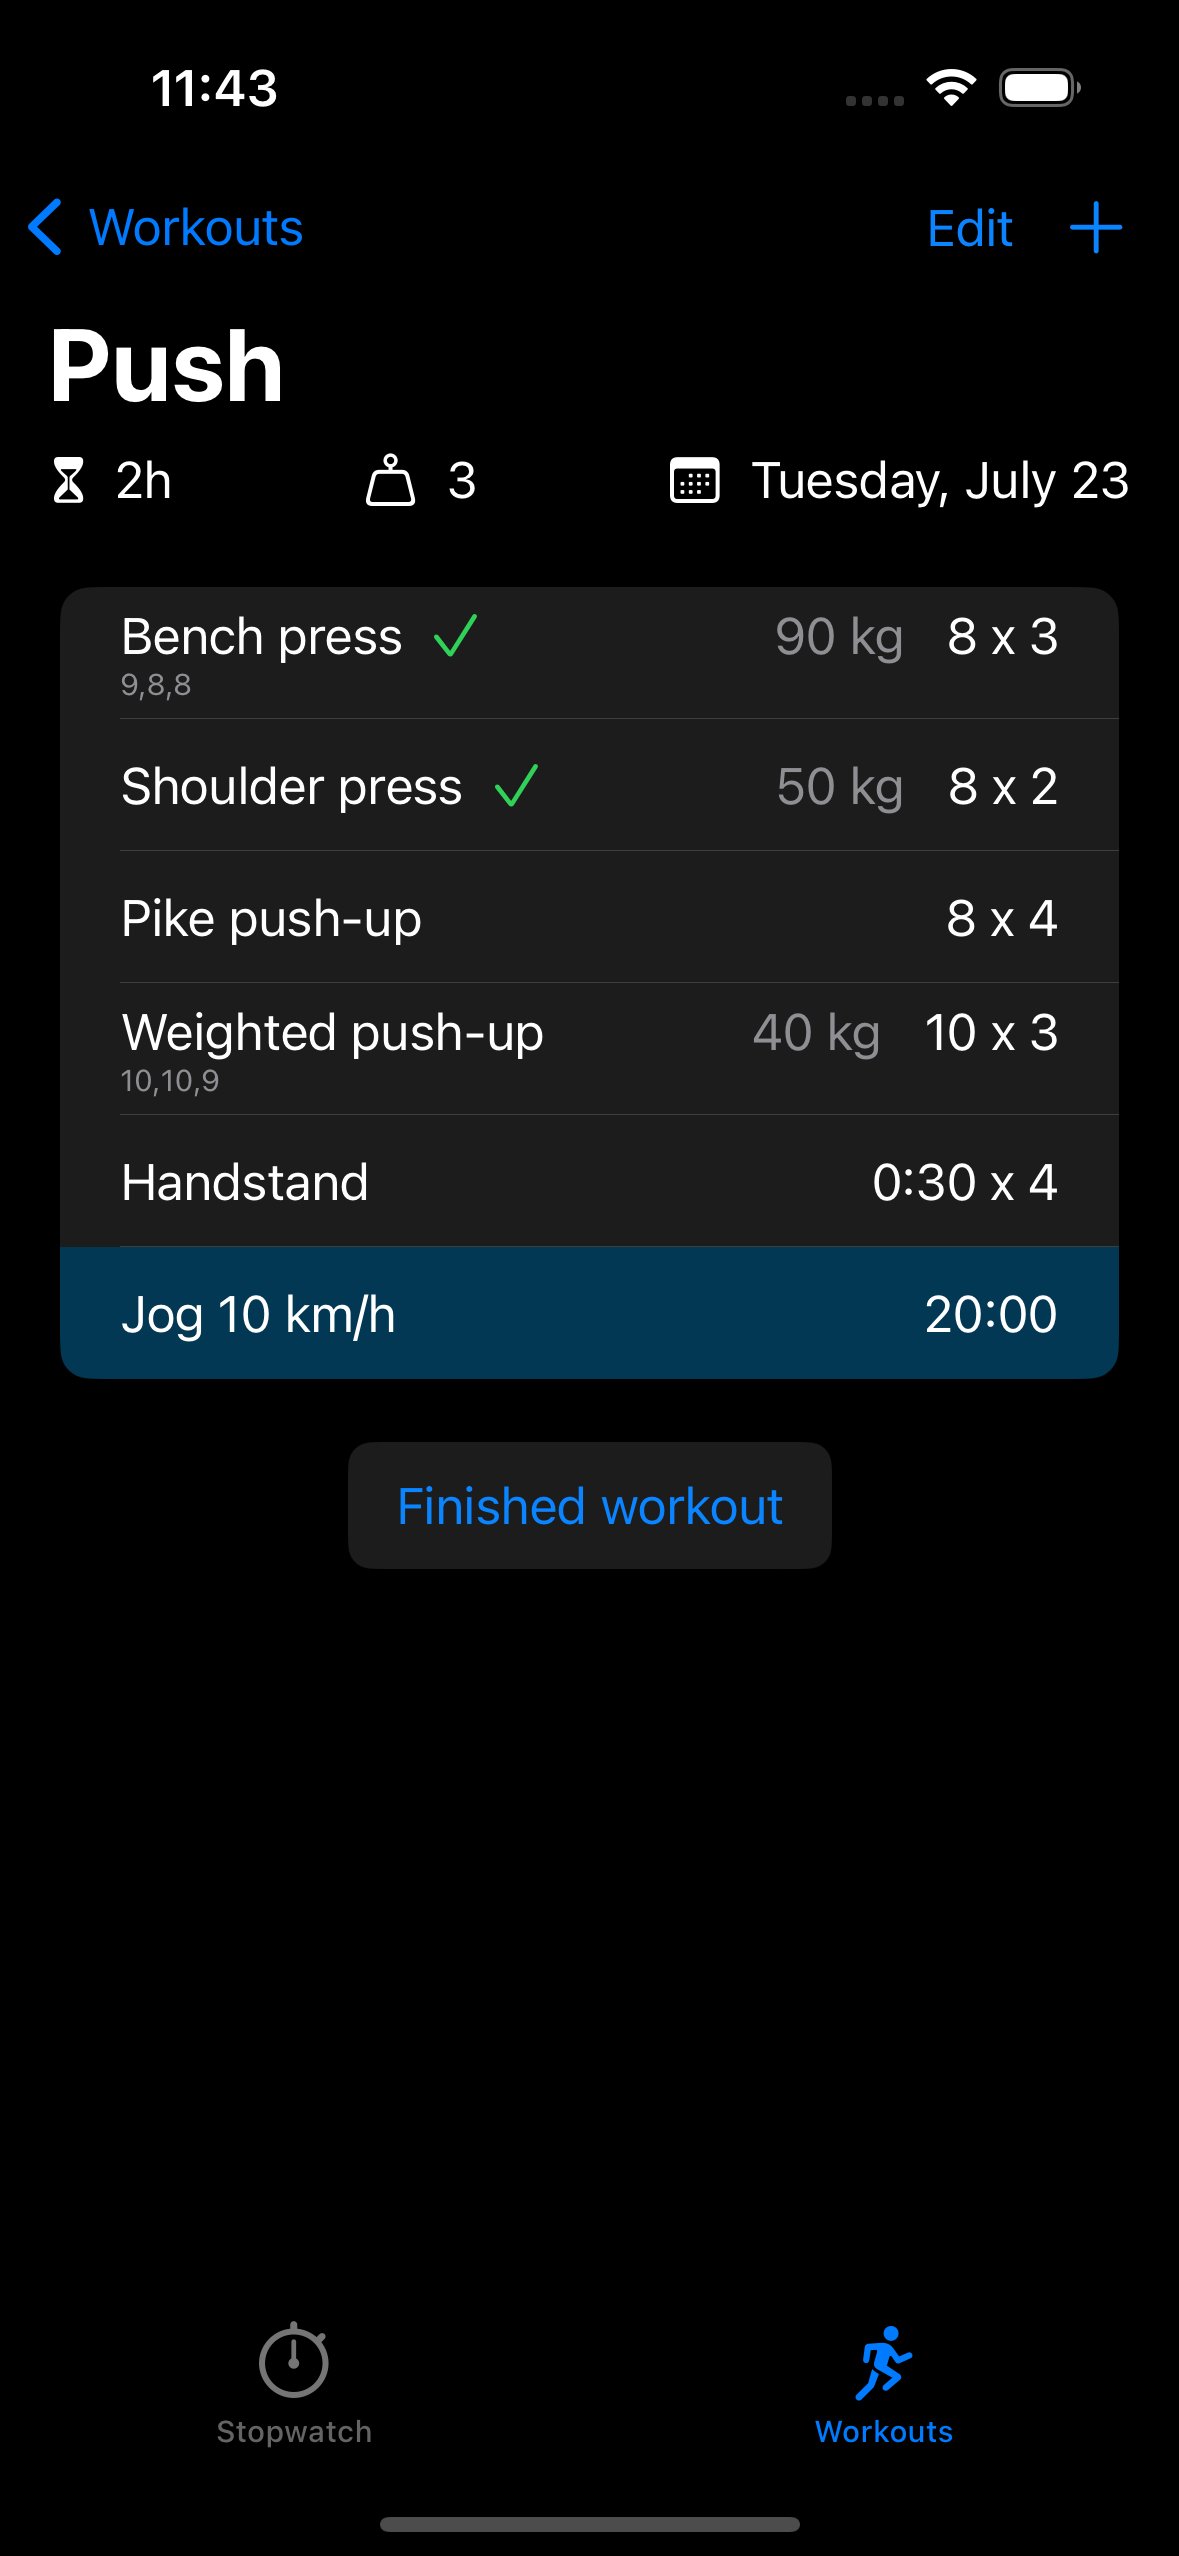 11:43
Workouts Edit
Push
2h 3 Tuesday, July 23
Bench press 90 kg 8 x 3
9,8,8
Shoulder press 50 kg 8 x 2
Pike push-up 8 x 4
Weighted push-up 40 kg 10 x 3
10,10,9
Handstand 0:30 x 4
Jog 10 km/h 20:00
Finished workout
Stopwatch Workouts